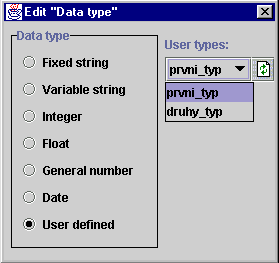 Edit "Data type"
Data type
Fixed string
Variable string
Integer
Float
General number
Date
User defined
User types:
prvni_typ
prvni_typ
druhy_typ